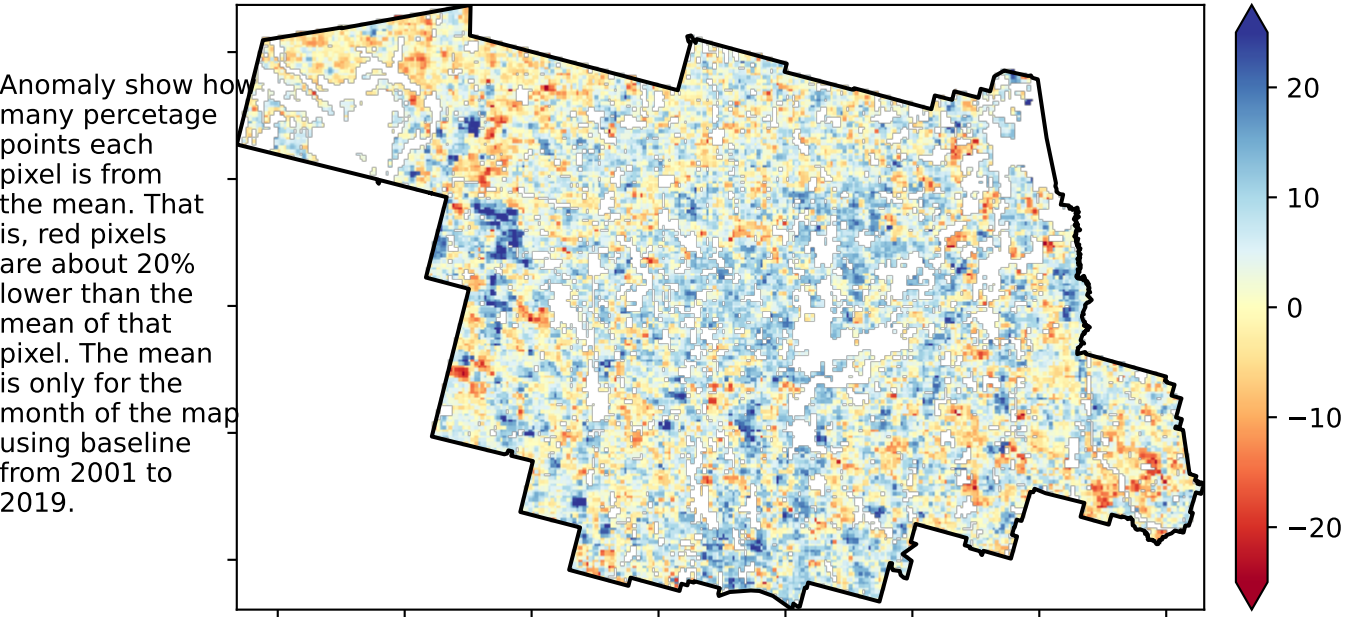 Anomaly show how
many percetage
points each
pixel is from
the mean. That
is, red pixels
are about 20%
lower than the
mean of that
pixel. The mean
is only for the
month of the map
using baseline
from 2001 to
2019.
20
10
0
−10
−20